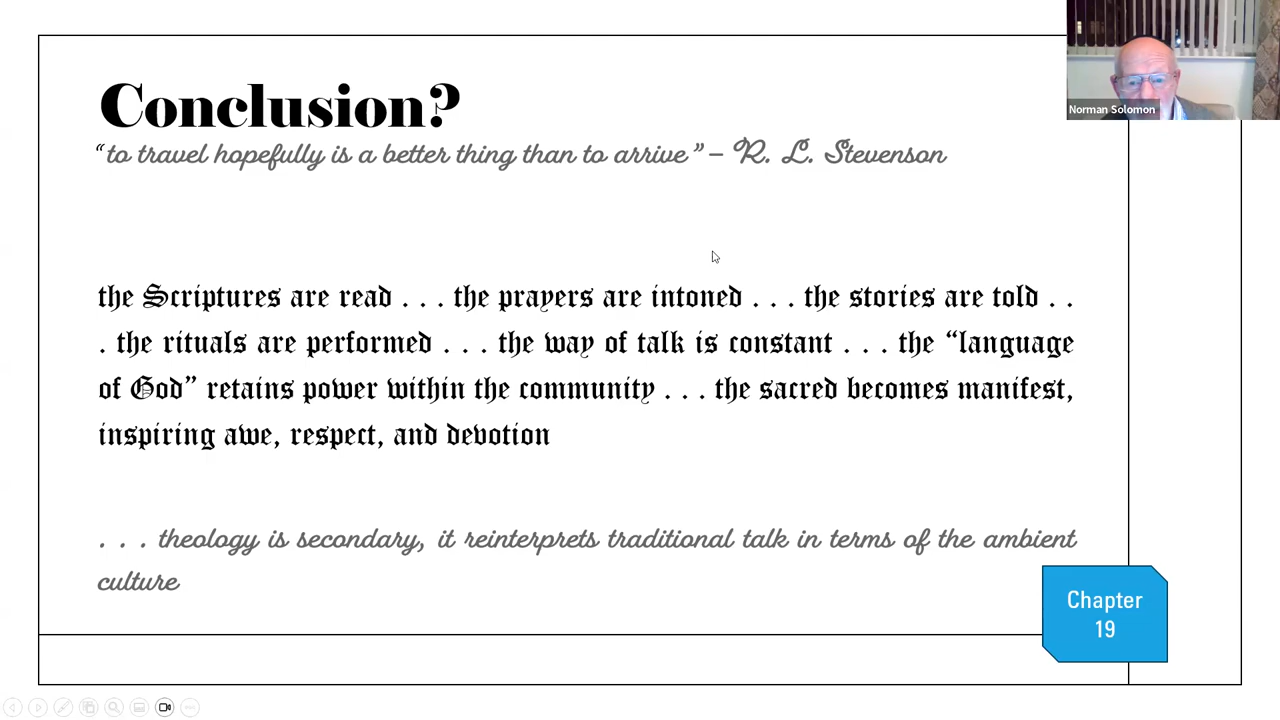 Norman Solomon
Conclusion?
“to travel hopefully is a better thing than to arrive” – R. L. Stevenson
the Scriptures are read . . . the prayers are intoned . . . the stories are told . .
. the rituals are performed . . . the way of talk is constant . . . the “language
of God” retains power within the community . . . the sacred becomes manifest,
inspiring awe, respect, and devotion
. . . theology is secondary, it reinterprets traditional talk in terms of the ambient
culture
Chapter
19